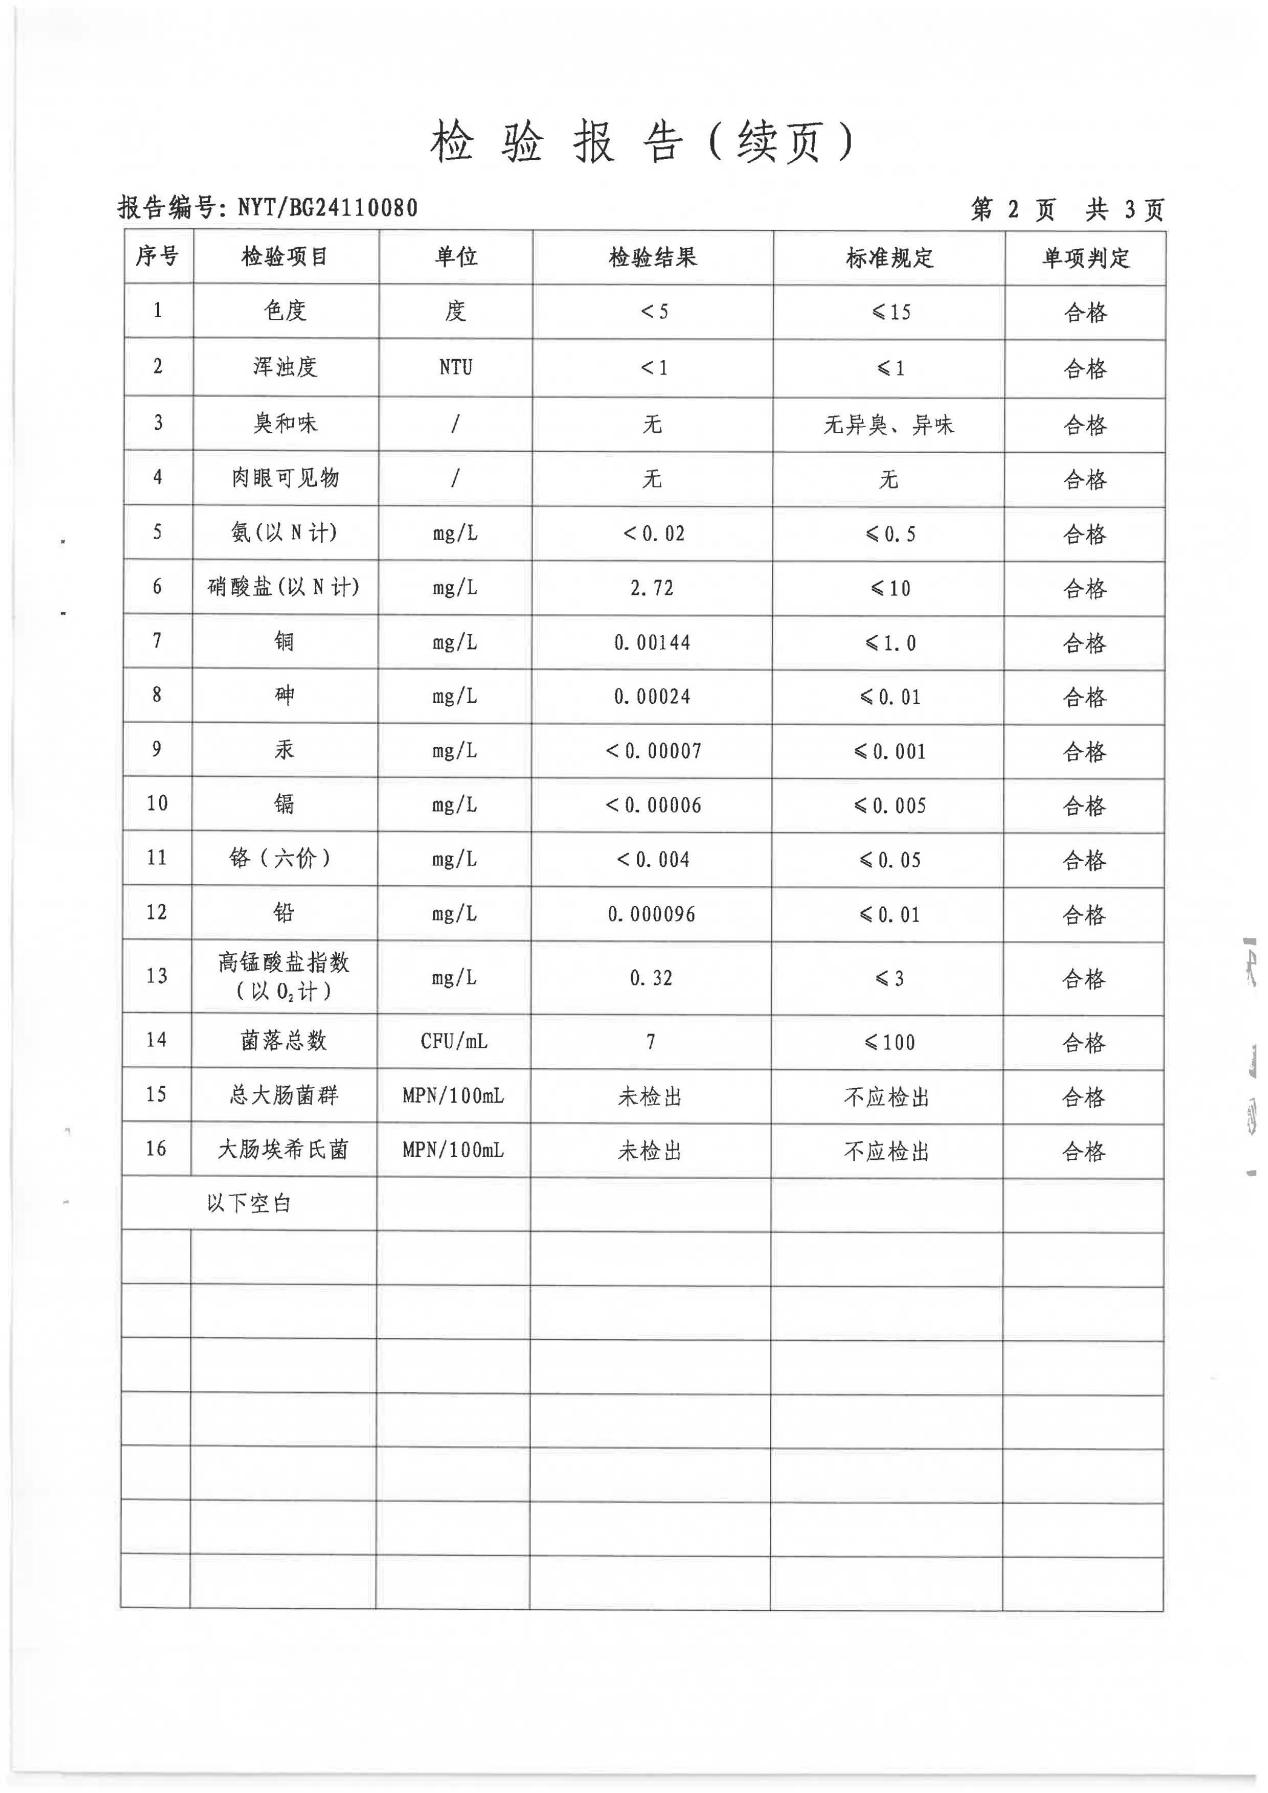 检验报告(续页)
报告编号: NYT/BG24110080 第 2 页 共 3 页
序号 检验项目 单位 检验结果 标准规定 单项判定
1 色度 度 <5 ≤15 合格
2 浑浊度 NTU <1 ≤1 合格
3 臭和味 / 无 无异臭、异味 合格
4 肉眼可见物 / 无 无 合格
5 氨(以 N 计) mg/L <0.02 ≤0.5 合格
6 硝酸盐(以 N 计) mg/L 2.72 ≤10 合格
7 铜 mg/L 0.00144 ≤1.0 合格
8 砷 mg/L 0.00024 ≤0.01 合格
9 汞 mg/L <0.00007 ≤0.001 合格
10 镉 mg/L <0.00006 ≤0.005 合格
11 铬（六价） mg/L <0.004 ≤0.05 合格
12 铅 mg/L 0.000096 ≤0.01 合格
13 高锰酸盐指数 mg/L 0.32 ≤3 合格
（以 O₂计）
14 菌落总数 CFU/mL 7 ≤100 合格
15 总大肠菌群 MPN/100mL 未检出 不应检出 合格
16 大肠埃希氏菌 MPN/100mL 未检出 不应检出 合格
以下空白